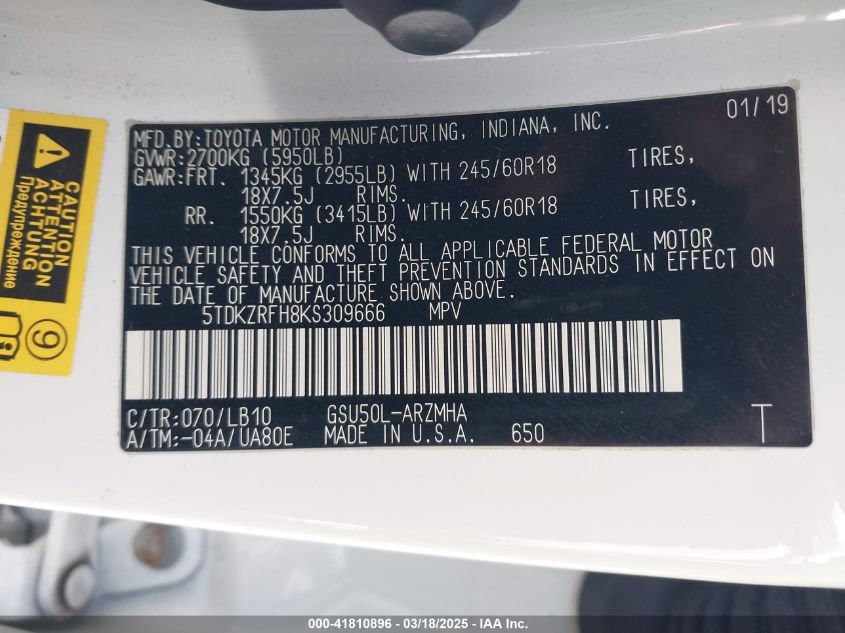 01/19
MFD.BY:TOYOTA MOTOR MANUFACTURING, INDIANA, INC.
GVWR:2700KG (5950LB)
GAWR:FRT. 1345KG (2955LB) WITH 245/60R18 TIRES,
18X7.5J RIMS.
RR. 1550KG (3415LB) WITH 245/60R18 TIRES,
18X7.5J RIMS.
THIS VEHICLE CONFORMS TO ALL APPLICABLE FEDERAL MOTOR
VEHICLE SAFETY AND THEFT PREVENTION STANDARDS IN EFFECT ON
THE DATE OF MANUFACTURE SHOWN ABOVE.
5TDKZRFH8KS309666 MPV
C/TR:070/LB10 GSU50L-ARZMHA
A/TM:-04A/UA80E MADE IN U.S.A. 650 T
CAUTION
ACHTUNG
Предупреждение
9
000-41810896 - 03/18/2025 - IAA Inc.